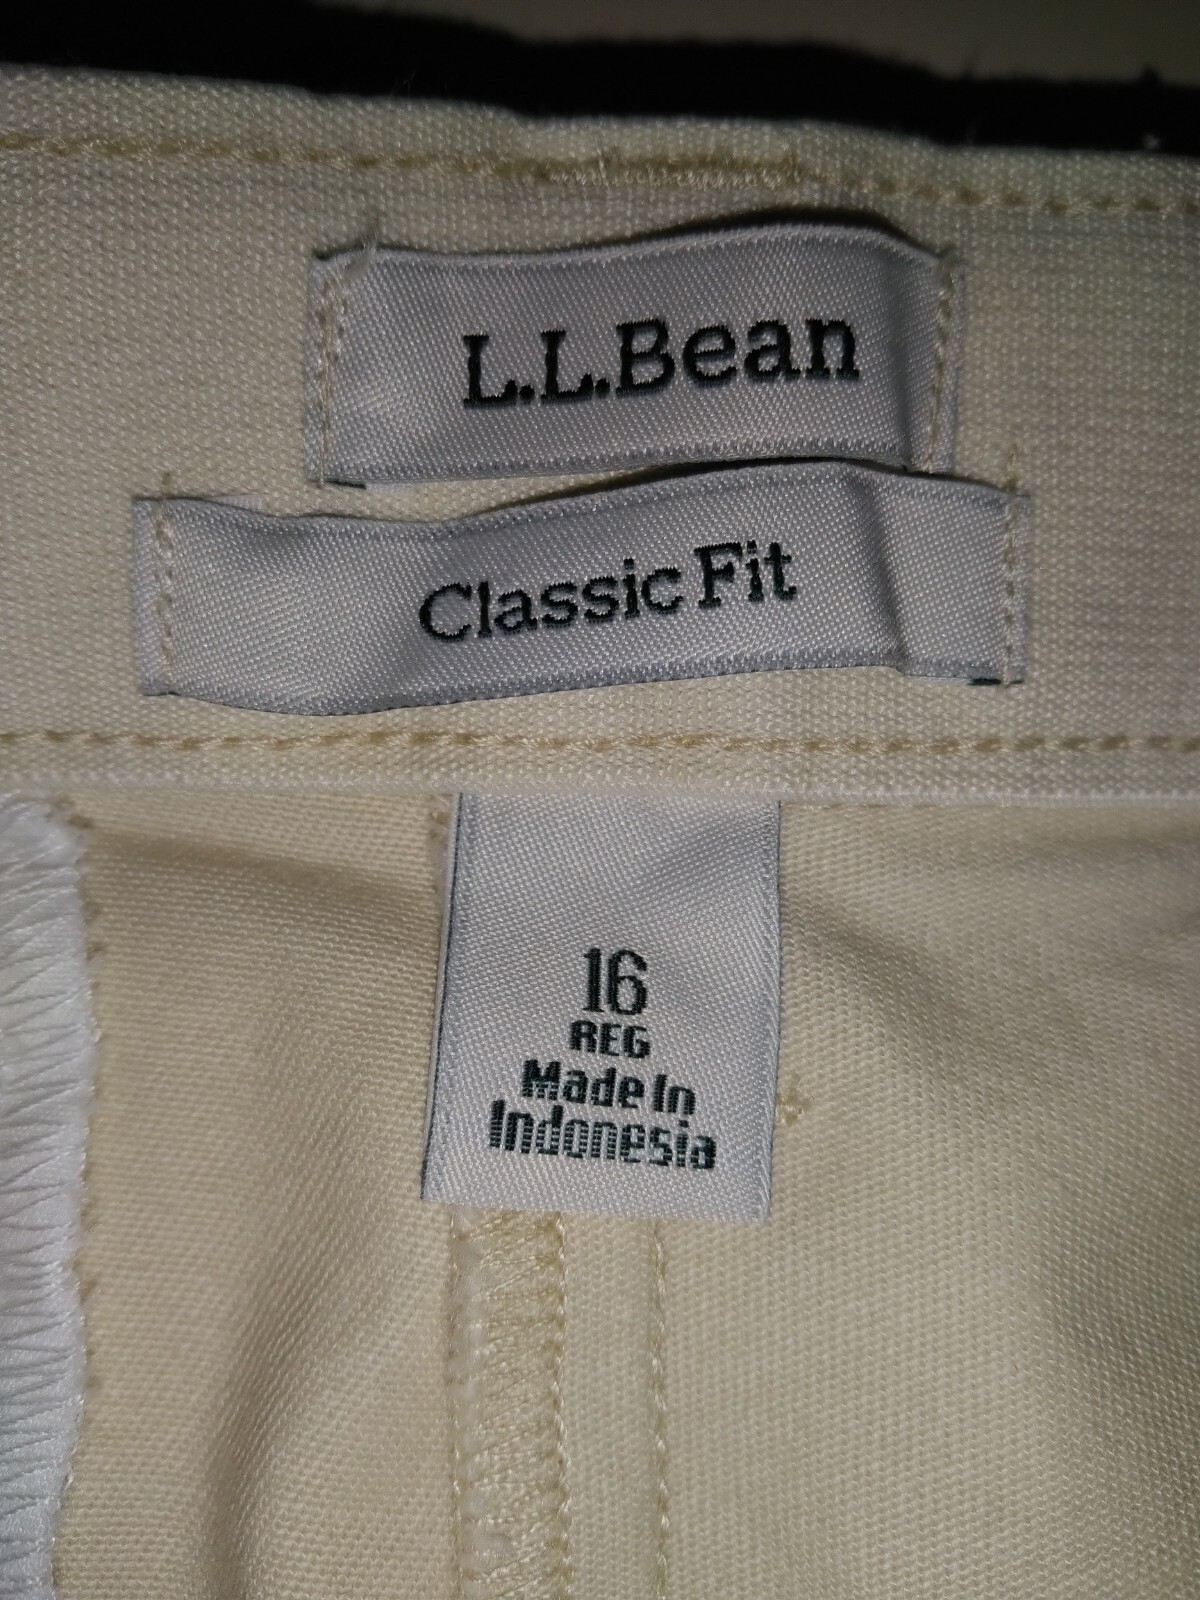 L.L.Bean
Classic Fit
16
REG
Made In
Indonesia